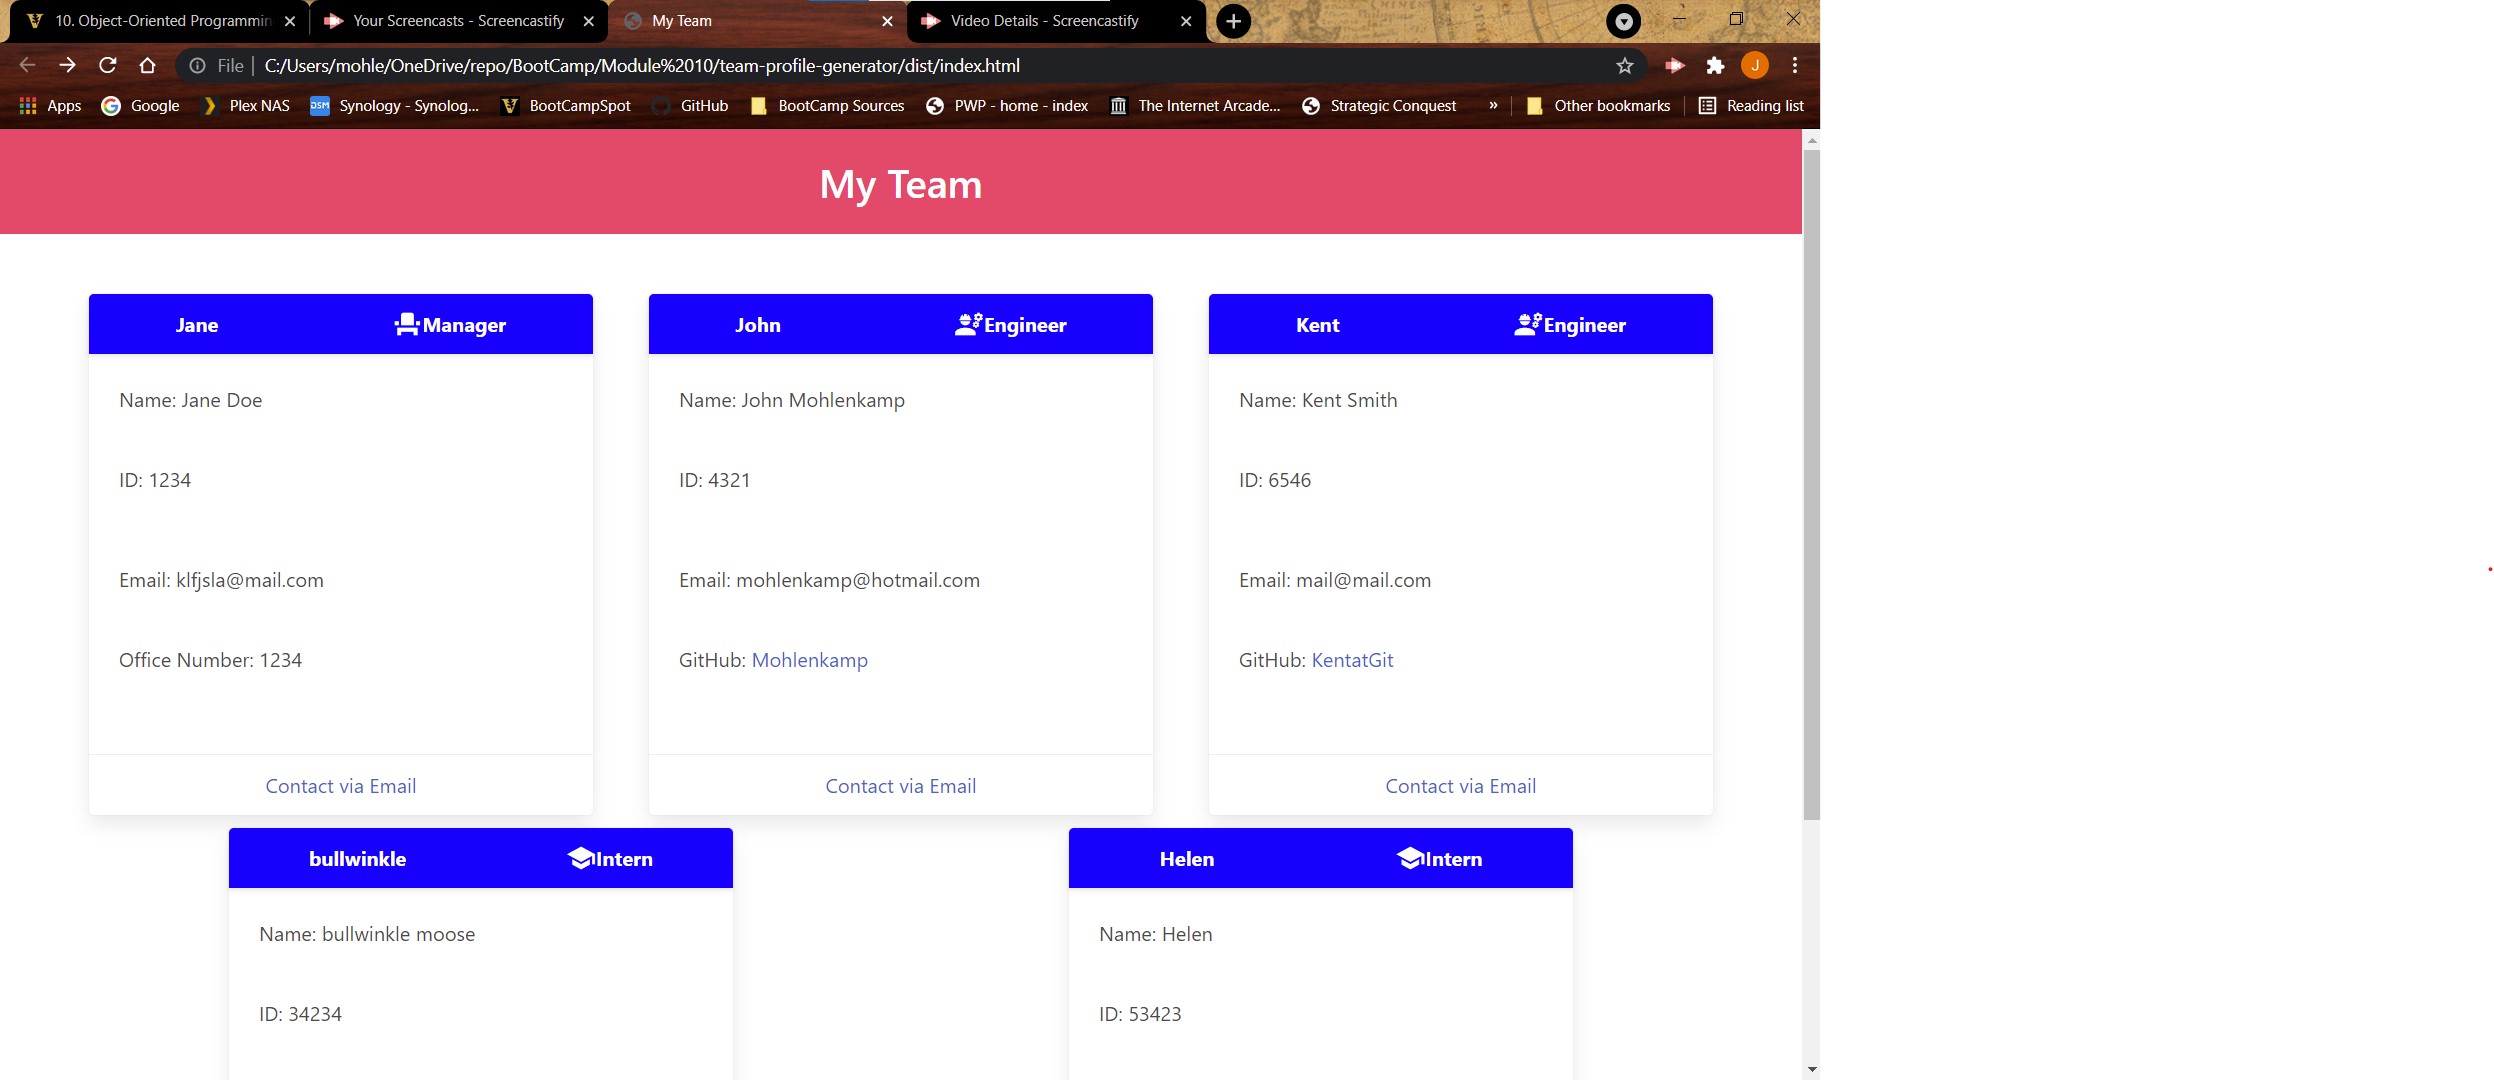 10. Object-Oriented Programmin
Your Screencasts - Screencastify
My Team
Video Details - Screencastify
File
C:/Users/mohle/OneDrive/repo/BootCamp/Module%2010/team-profile-generator/dist/index.html
J
Apps
Google
Plex NAS
DSM
Synology - Synolog...
BootCampSpot
GitHub
BootCamp Sources
PWP - home - index
The Internet Arcade...
Strategic Conquest
»
Other bookmarks
Reading list
My Team
Jane
Manager
Name: Jane Doe
ID: 1234
Email: klfjsla@mail.com
Office Number: 1234
Contact via Email
John
Engineer
Name: John Mohlenkamp
ID: 4321
Email: mohlenkamp@hotmail.com
GitHub: Mohlenkamp
Contact via Email
Kent
Engineer
Name: Kent Smith
ID: 6546
Email: mail@mail.com
GitHub: KentatGit
Contact via Email
bullwinkle
Intern
Name: bullwinkle moose
ID: 34234
Helen
Intern
Name: Helen
ID: 53423